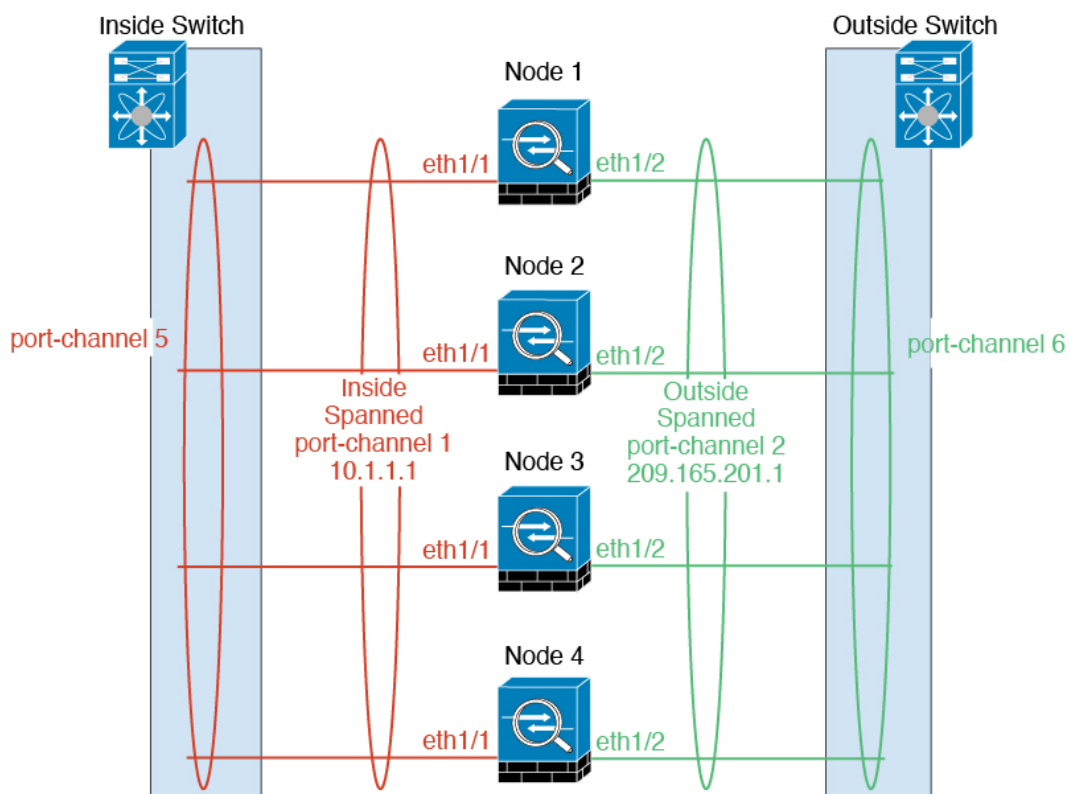 Inside Switch
Outside Switch
Node 1
eth1/1
eth1/2
Node 2
port-channel 5
eth1/1
eth1/2
port-channel 6
Inside
Spanned
port-channel 1
10.1.1.1
Outside
Spanned
port-channel 2
209.165.201.1
Node 3
eth1/1
eth1/2
Node 4
eth1/1
eth1/2